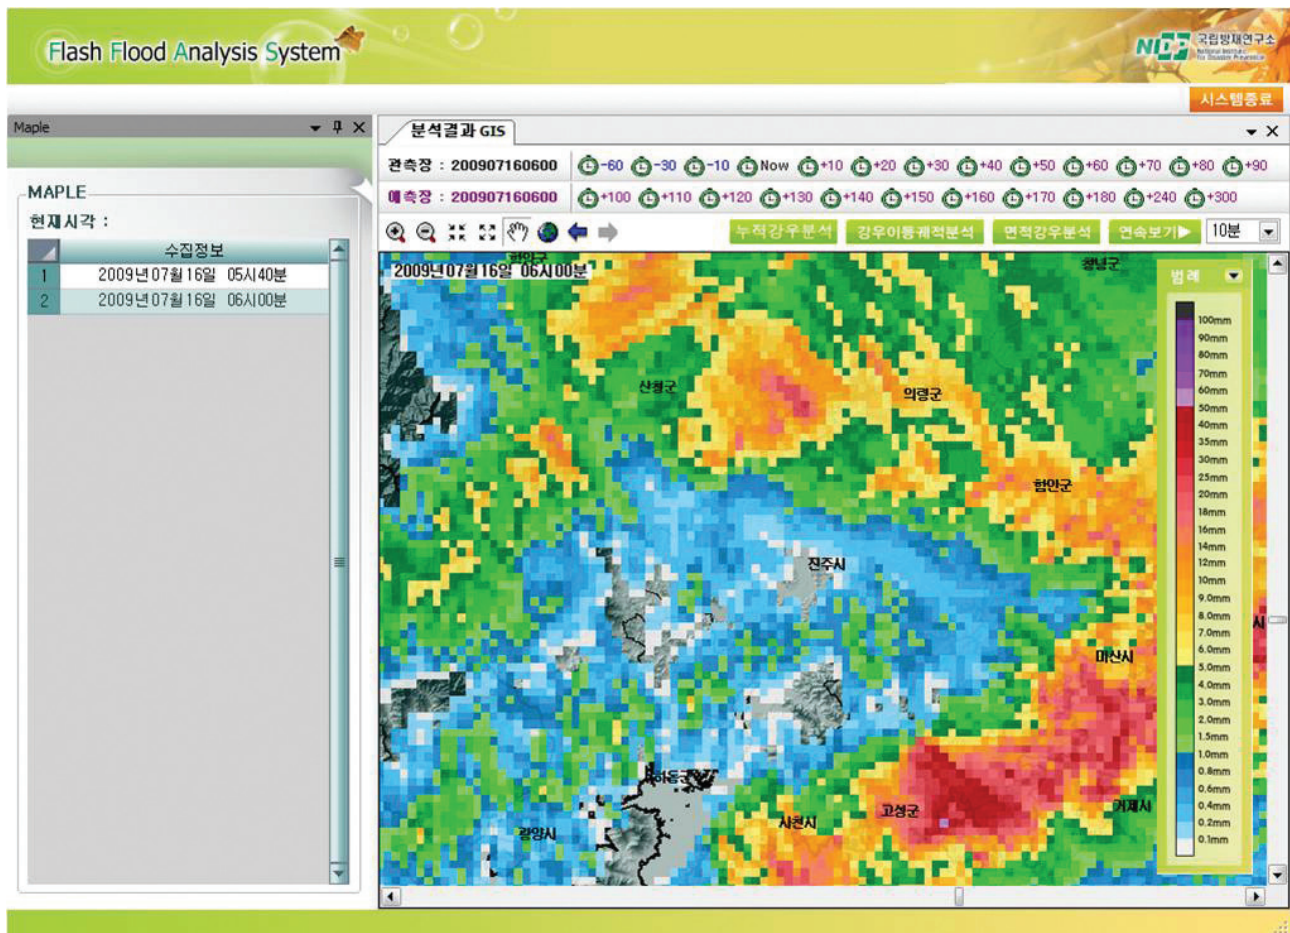 Flash Flood Analysis System
NIDP 국립방재연구소
National Institute
for Disaster Prevention
시스템종료
Maple
분석결과 GIS
관측장 : 200907160600 -60 -30 -10 Now +10 +20 +30 +40 +50 +60 +70 +80 +90
예측장 : 200907160600 +100 +110 +120 +130 +140 +150 +160 +170 +180 +240 +300
누적강우분석 강우이동궤적분석 면적강우분석 연속보기▶ 10분
MAPLE
현재시각 :
수집정보
1 2009년07월16일 05시40분
2 2009년07월16일 06시00분
함양군
2009년07월16일 06시00분
창녕군
산청군
의령군
함안군
진주시
마산시
시
하동군
고성군
거제시
사천시
광양시
범례
100mm
90mm
80mm
70mm
60mm
50mm
40mm
35mm
30mm
25mm
20mm
18mm
16mm
14mm
12mm
10mm
9.0mm
8.0mm
7.0mm
6.0mm
5.0mm
4.0mm
3.0mm
2.0mm
1.5mm
1.0mm
0.8mm
0.6mm
0.4mm
0.2mm
0.1mm